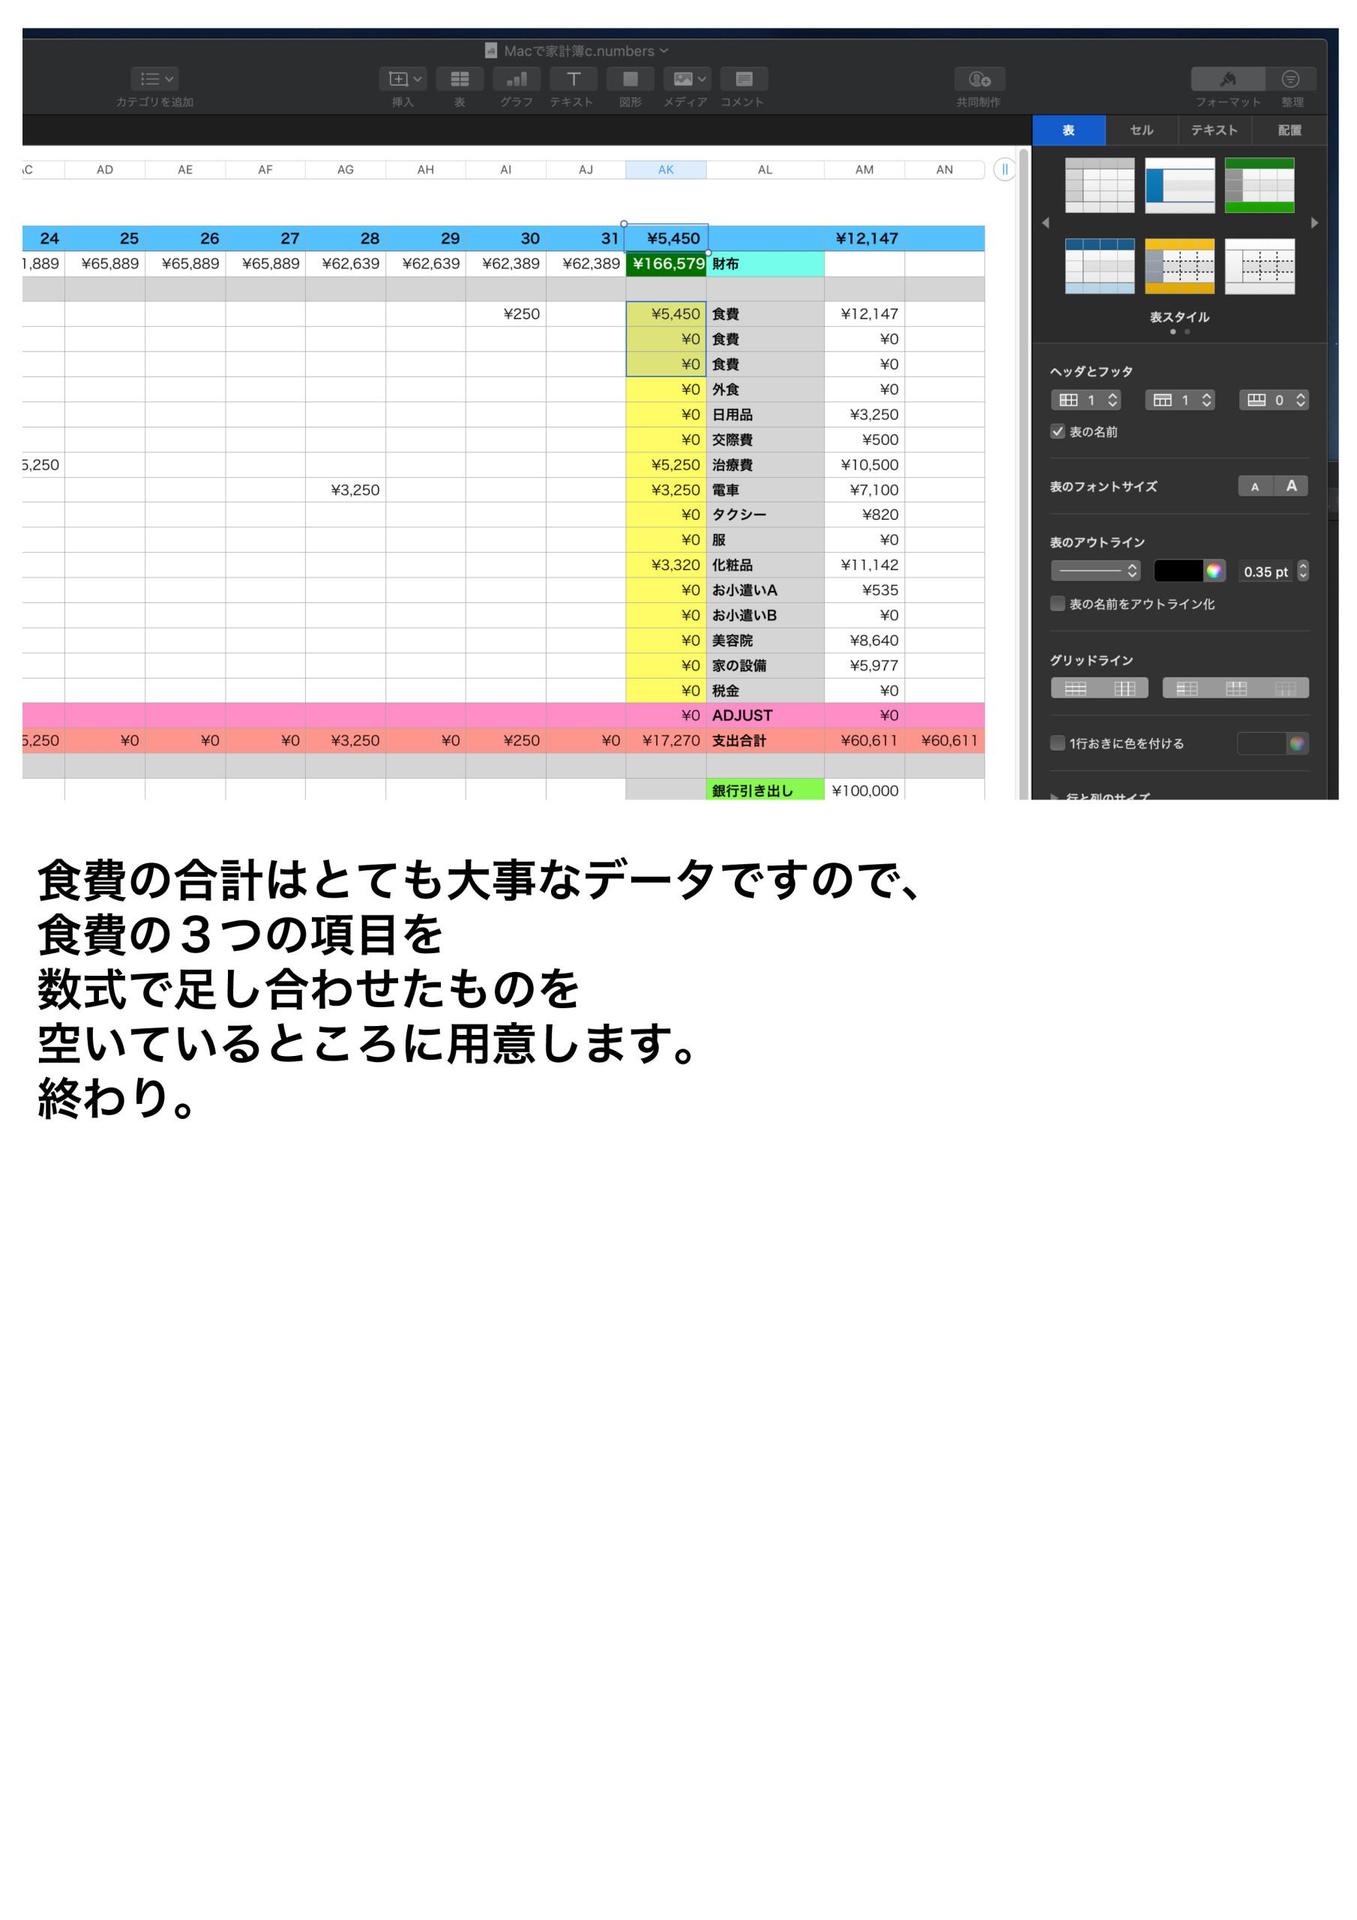 Macで家計簿c.numbers
カテゴリを追加 挿入 表 グラフ テキスト 図形 メディア コメント 共同制作 フォーマット 整理
表 セル テキスト 配置
AD AE AF AG AH AI AJ AK AL AM AN
24 25 26 27 28 29 30 31 ¥5,450 ¥12,147
1,889 ¥65,889 ¥65,889 ¥65,889 ¥62,639 ¥62,639 ¥62,389 ¥62,389 ¥166,579 財布
¥250 ¥5,450 食費 ¥12,147
¥0 食費 ¥0
¥0 食費 ¥0
¥0 外食 ¥0
¥0 日用品 ¥3,250
¥0 交際費 ¥500
5,250 ¥5,250 治療費 ¥10,500
¥3,250 ¥3,250 電車 ¥7,100
¥0 タクシー ¥820
¥0 服 ¥0
¥3,320 化粧品 ¥11,142
¥0 お小遣いA ¥535
¥0 お小遣いB ¥0
¥0 美容院 ¥8,640
¥0 家の設備 ¥5,977
¥0 税金 ¥0
¥0 ADJUST ¥0
5,250 ¥0 ¥0 ¥0 ¥3,250 ¥0 ¥250 ¥0 ¥17,270 支出合計 ¥60,611 ¥60,611
銀行引き出し ¥100,000
表スタイル
ヘッダとフッタ
1 1 0
表の名前
表のフォントサイズ A A
表のアウトライン
0.35 pt
表の名前をアウトライン化
グリッドライン
1行おきに色を付ける
行と列のサイズ
食費の合計はとても大事なデータですので、
食費の３つの項目を
数式で足し合わせたものを
空いているところに用意します。
終わり。